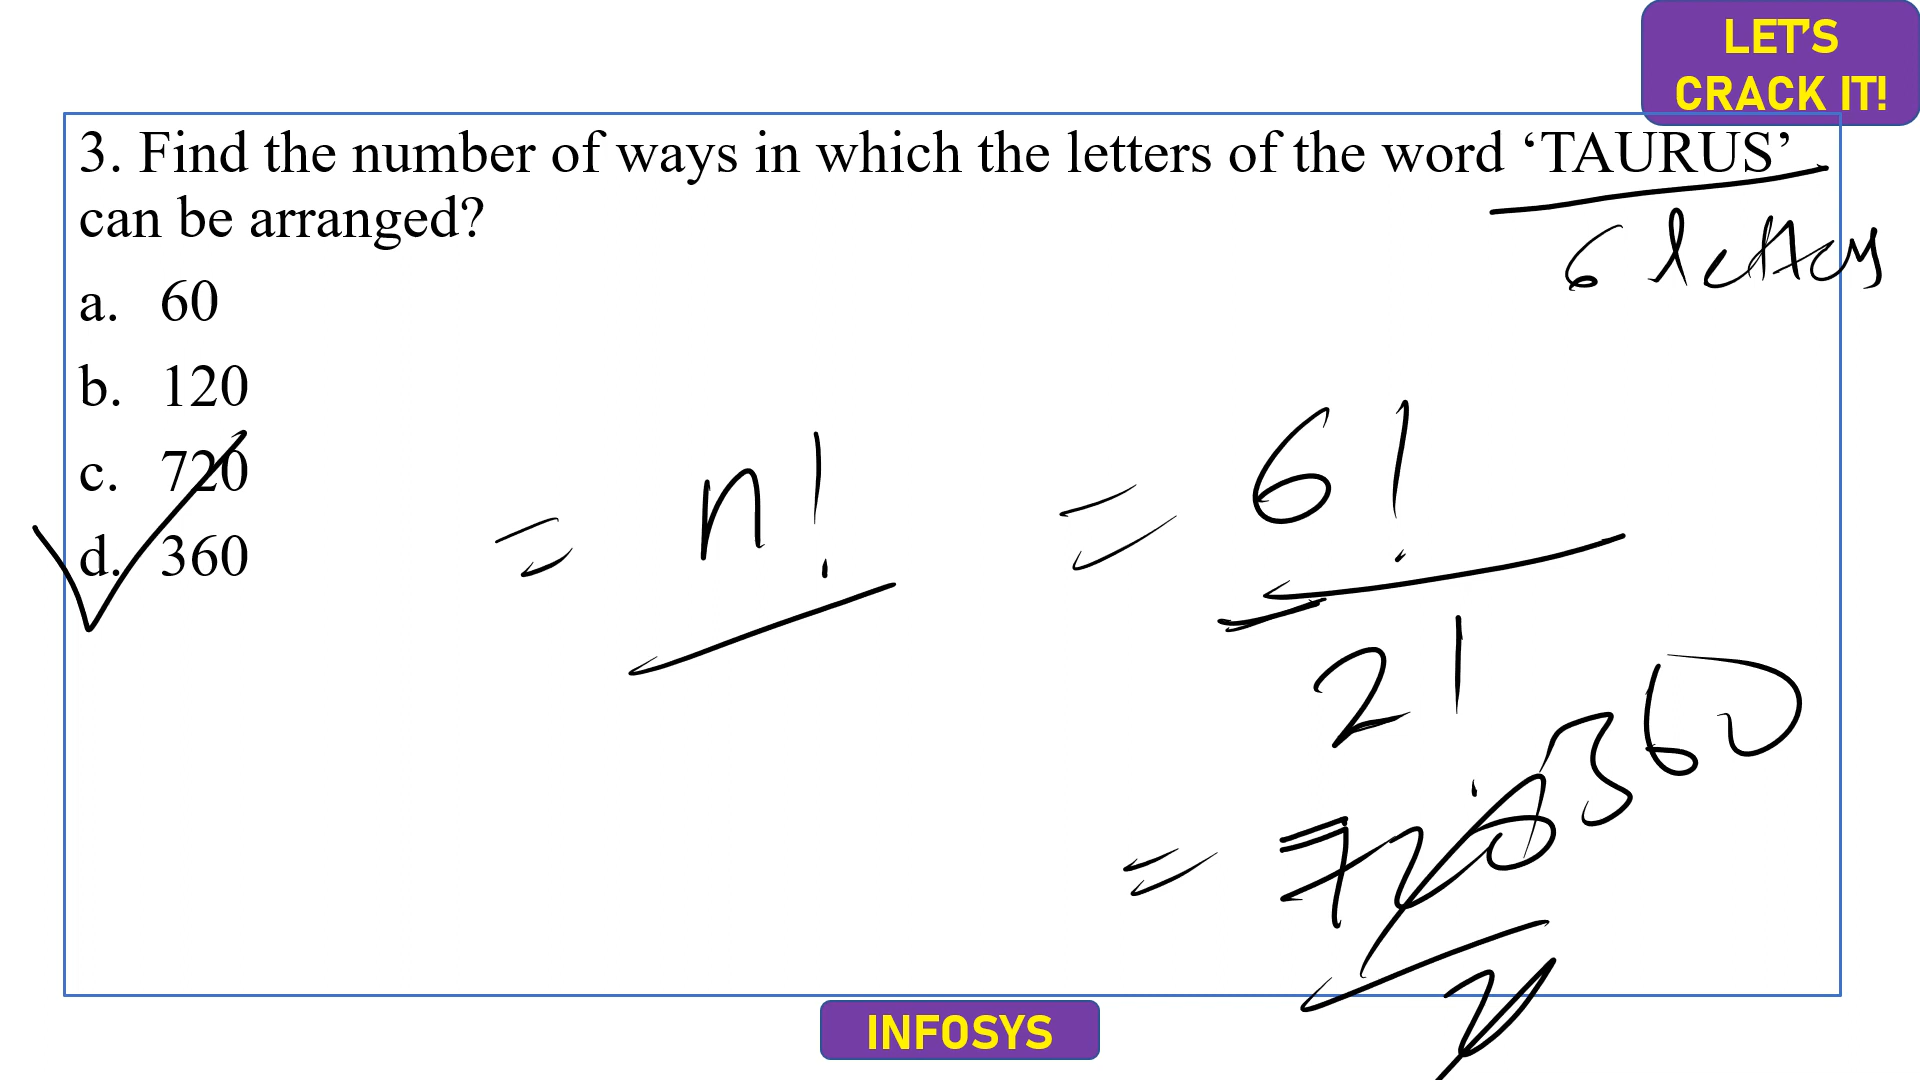 LET'S
CRACK IT!
3. Find the number of ways in which the letters of the word ‘TAURUS’
can be arranged?
6 letters
a. 60
b. 120
c. 720
d. 360
= n! = 6!
2!
= 720 360
2
INFOSYS